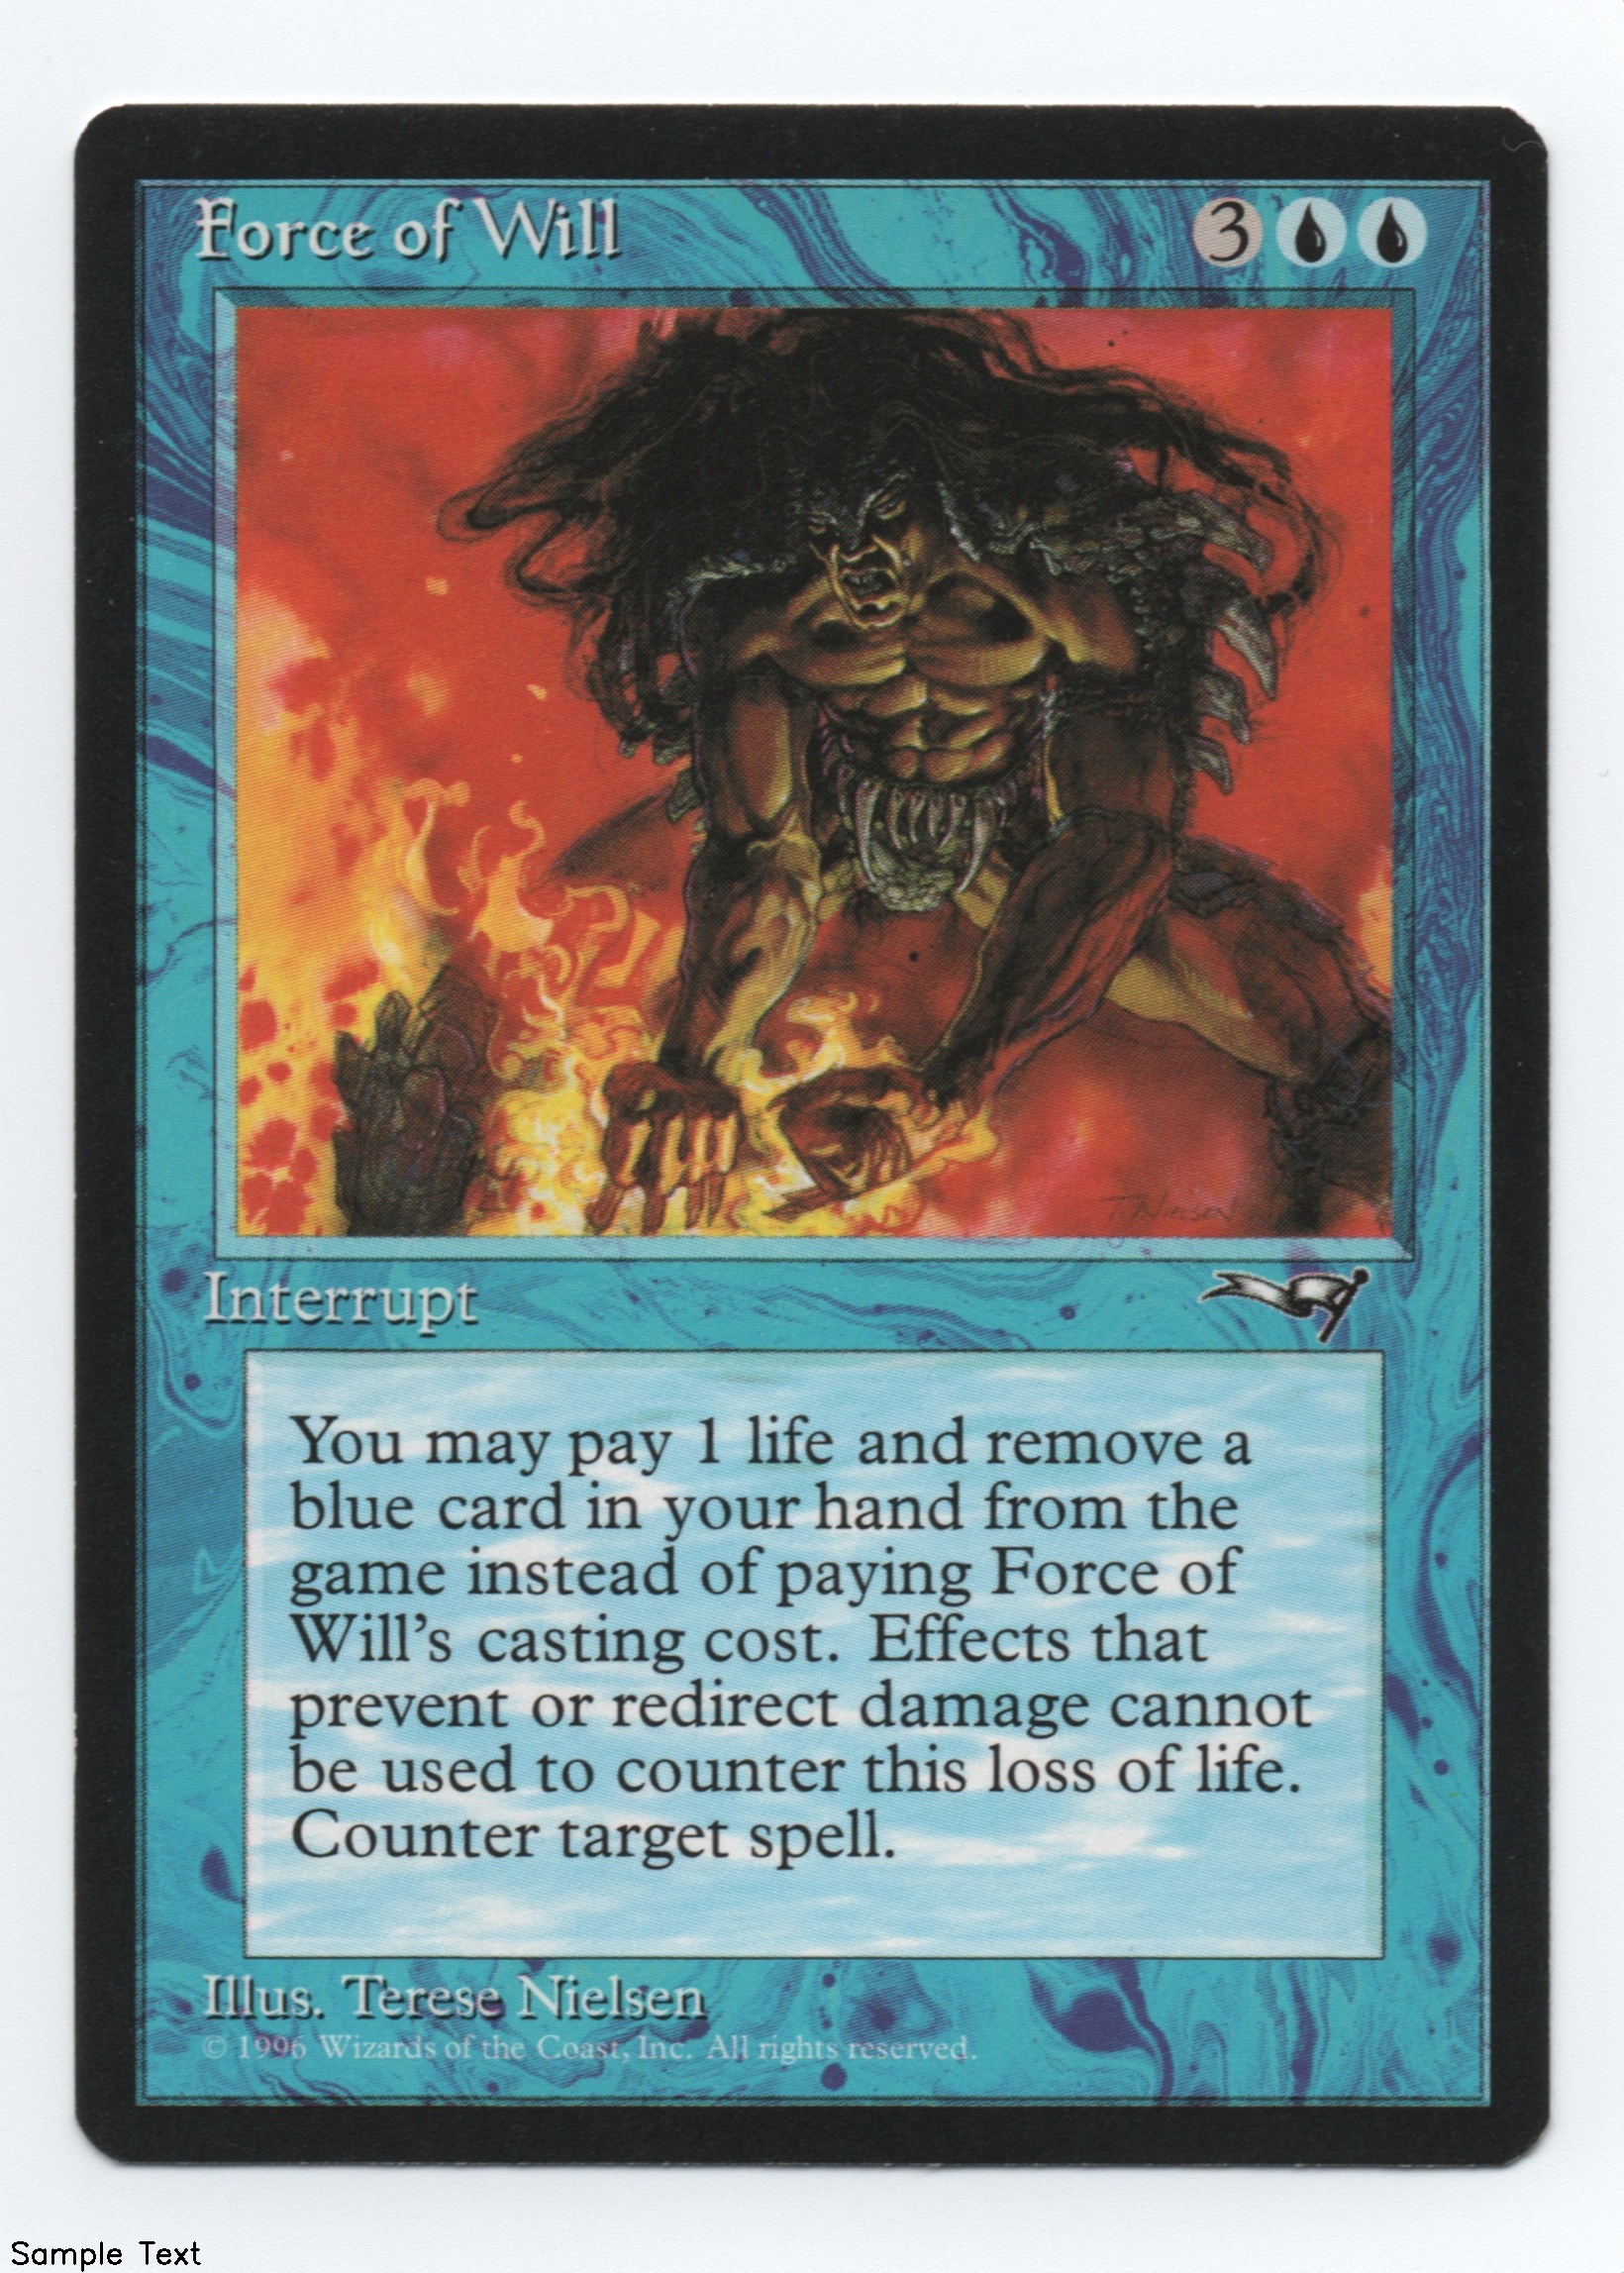 Force of Will
3
T. Nielsen
Interrupt
You may pay 1 life and remove a
blue card in your hand from the
game instead of paying Force of
Will's casting cost. Effects that
prevent or redirect damage cannot
be used to counter this loss of life.
Counter target spell.
Illus. Terese Nielsen
© 1996 Wizards of the Coast, Inc. All rights reserved.
Sample Text